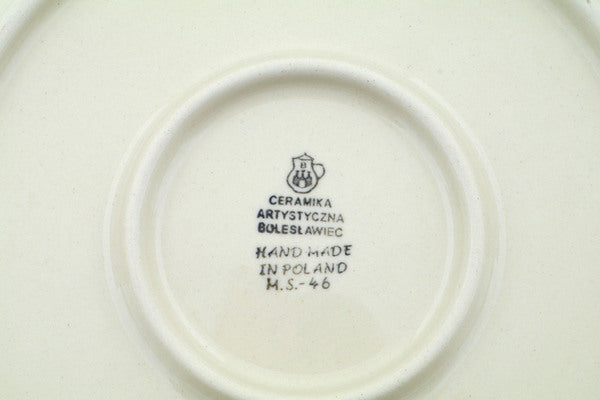 B
CERAMIKA
ARTYSTYCZNA
BOLESŁAWIEC
HAND MADE
IN POLAND
M.S.-46